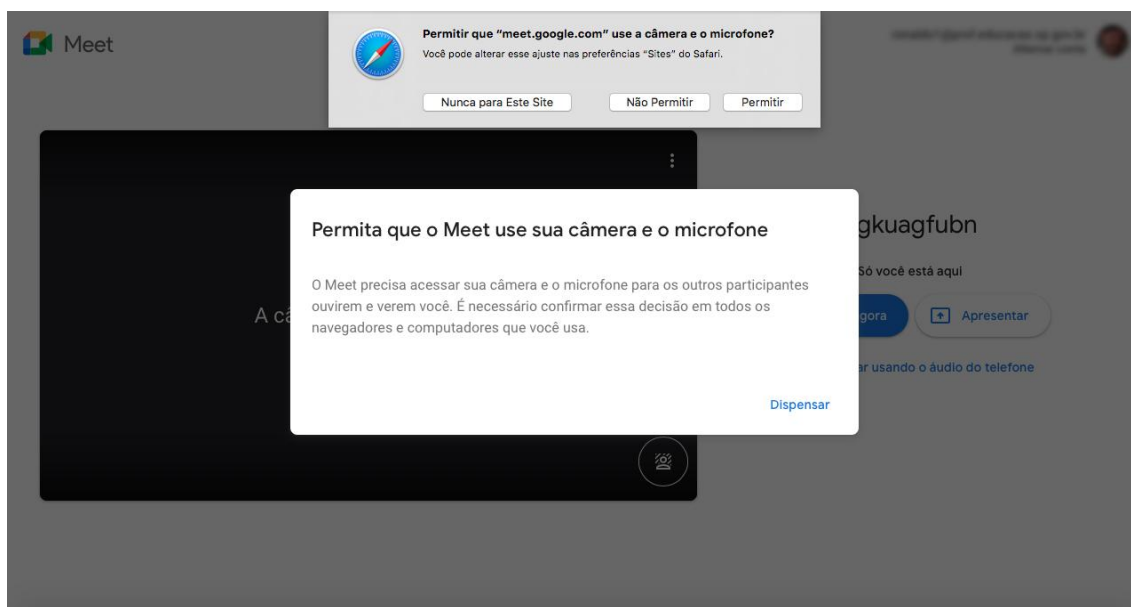 Meet
Permitir que “meet.google.com” use a câmera e o microfone?
Você pode alterar esse ajuste nas preferências “Sites” do Safari.
Nunca para Este Site
Não Permitir
Permitir
Permita que o Meet use sua câmera e o microfone
O Meet precisa acessar sua câmera e o microfone para os outros participantes
ouvirem e verem você. É necessário confirmar essa decisão em todos os
navegadores e computadores que você usa.
Dispensar
A câ
gkuagfubn
Só você está aqui
gora
Apresentar
ar usando o áudio do telefone